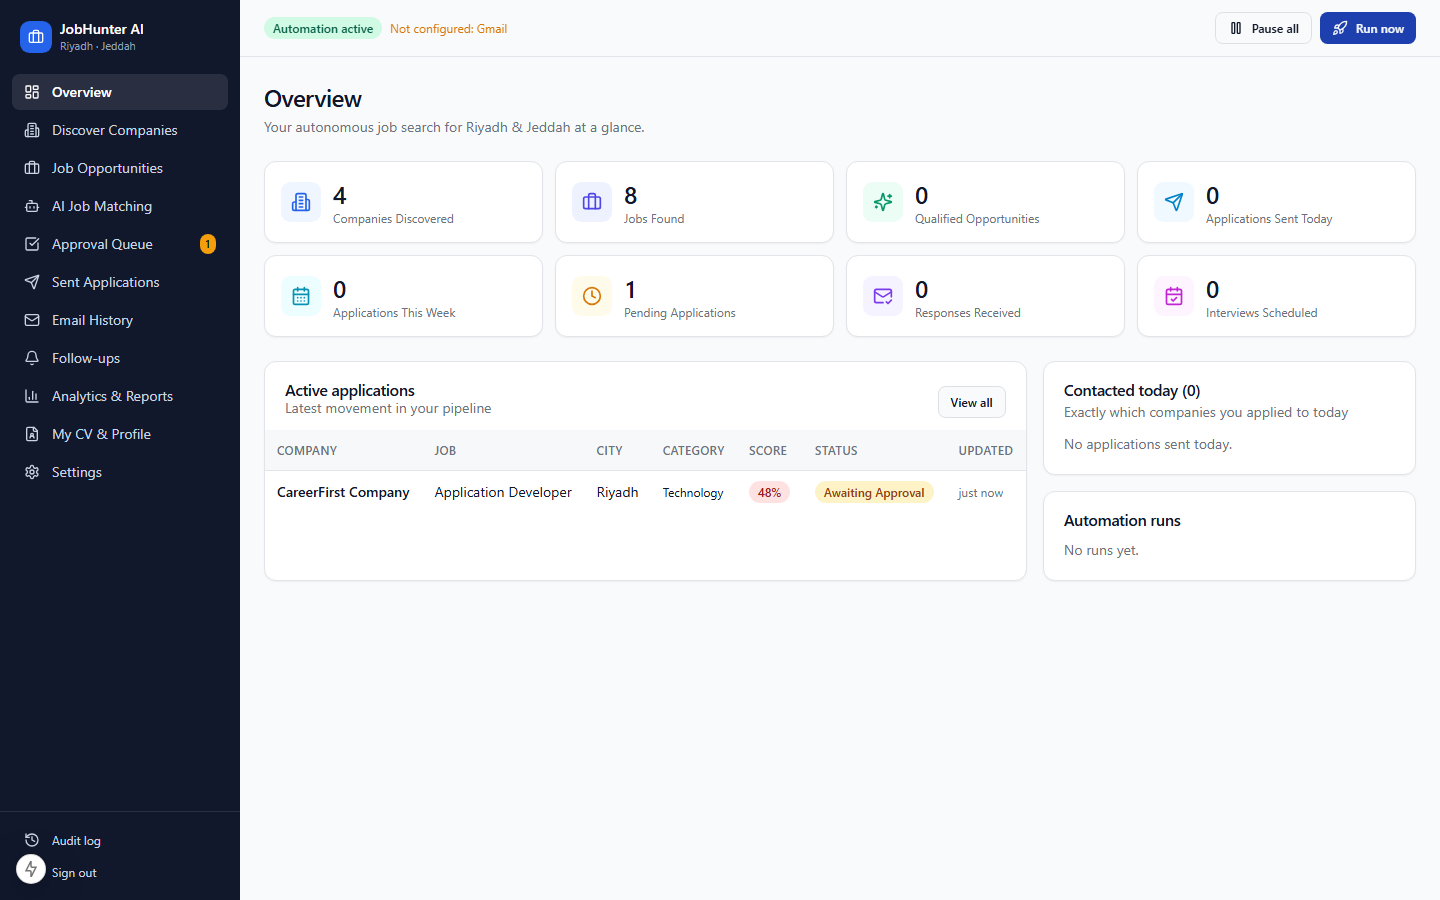 JobHunter AI
Riyadh · Jeddah
Overview
Discover Companies
Job Opportunities
AI Job Matching
Approval Queue 1
Sent Applications
Email History
Follow-ups
Analytics & Reports
My CV & Profile
Settings
Audit log
Sign out
Automation active Not configured: Gmail Pause all Run now
Overview
Your autonomous job search for Riyadh & Jeddah at a glance.
4
Companies Discovered
8
Jobs Found
0
Qualified Opportunities
0
Applications Sent Today
0
Applications This Week
1
Pending Applications
0
Responses Received
0
Interviews Scheduled
Active applications
Latest movement in your pipeline
View all
COMPANY JOB CITY CATEGORY SCORE STATUS UPDATED
CareerFirst Company Application Developer Riyadh Technology 48% Awaiting Approval just now
Contacted today (0)
Exactly which companies you applied to today
No applications sent today.
Automation runs
No runs yet.